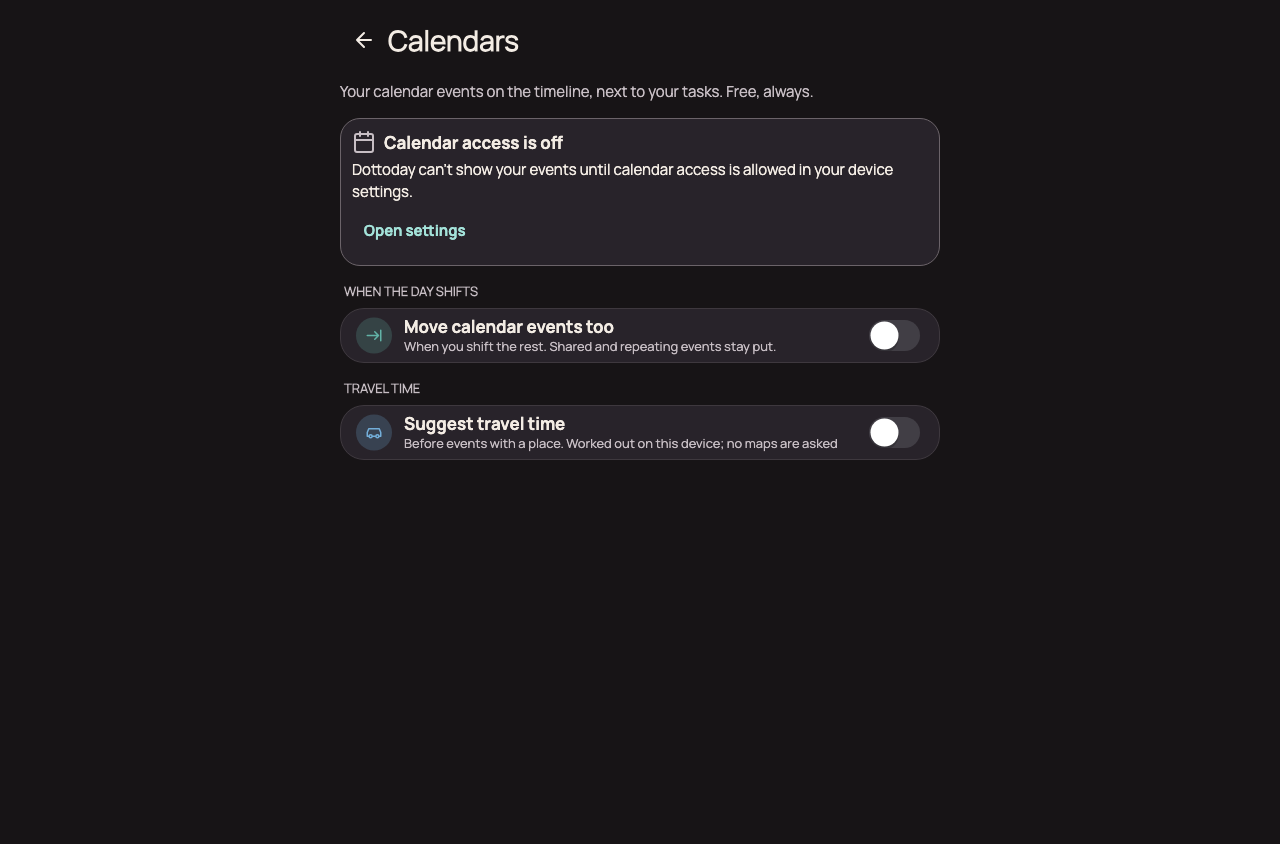 Calendars
Your calendar events on the timeline, next to your tasks. Free, always.
Calendar access is off
Dottoday can't show your events until calendar access is allowed in your device
settings.
Open settings
WHEN THE DAY SHIFTS
Move calendar events too
When you shift the rest. Shared and repeating events stay put.
TRAVEL TIME
Suggest travel time
Before events with a place. Worked out on this device; no maps are asked